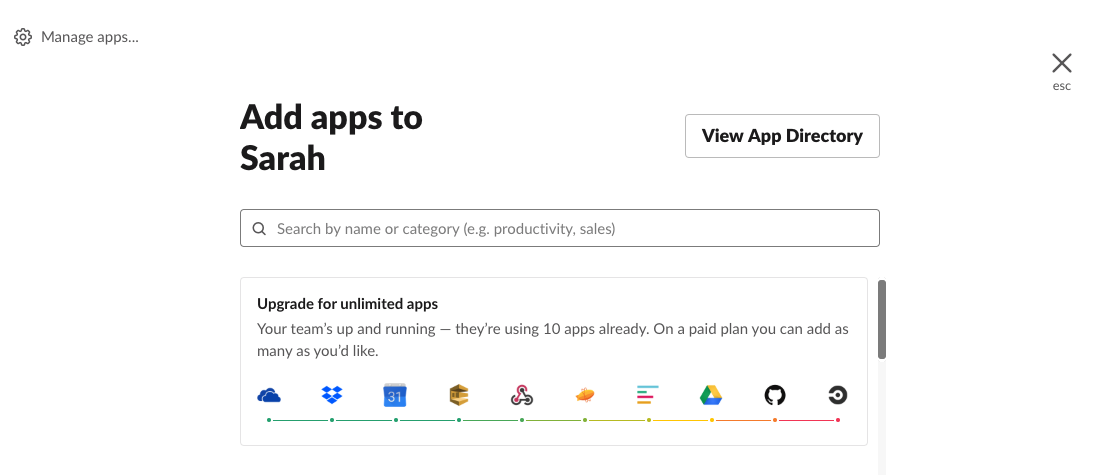 Manage apps...
esc
Add apps to
Sarah
View App Directory
Search by name or category (e.g. productivity, sales)
Upgrade for unlimited apps
Your team's up and running — they're using 10 apps already. On a paid plan you can add as
many as you'd like.
31